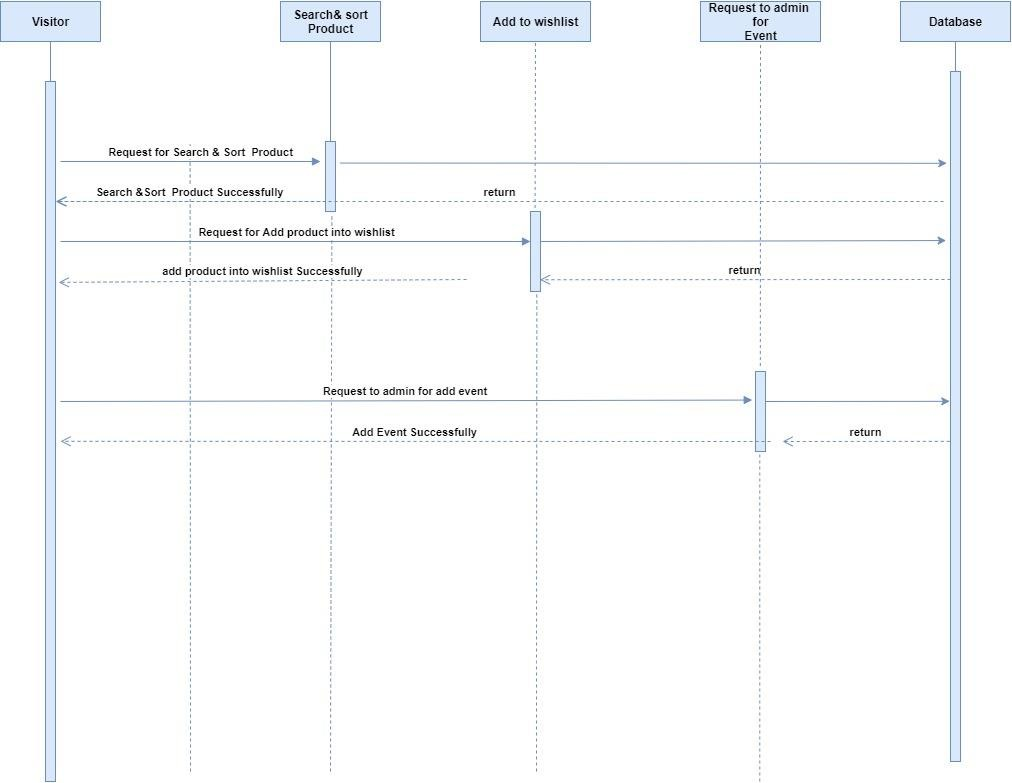 Visitor
Search& sort
Product
Add to wishlist
Request to admin
for
Event
Database
Request for Search & Sort  Product
Search &Sort  Product Successfully
return
Request for Add product into wishlist
add product into wishlist Successfully
return
Request to admin for add event
Add Event Successfully
return